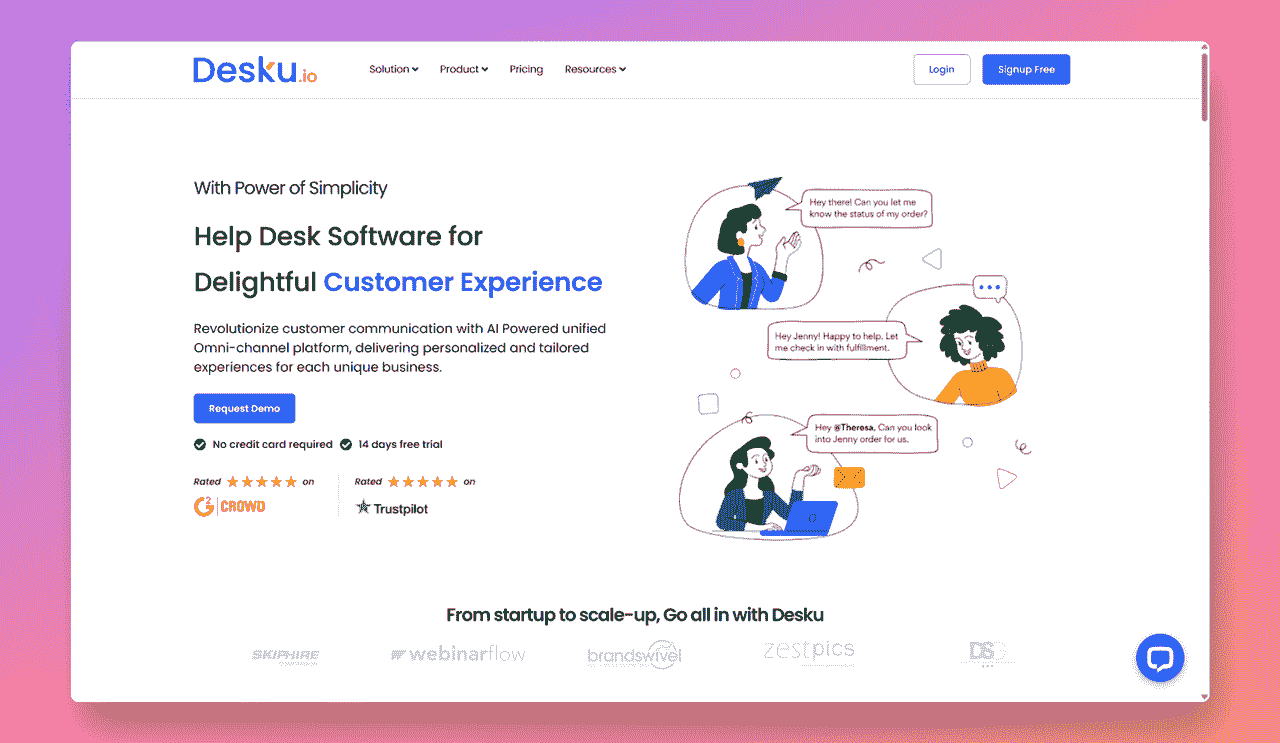 Desku.io
Solution Product Pricing Resources
Login Signup Free
With Power of Simplicity
Help Desk Software for
Delightful Customer Experience
Revolutionize customer communication with AI Powered unified
Omni-channel platform, delivering personalized and tailored
experiences for each unique business.
Request Demo
No credit card required 14 days free trial
Rated on
G2 CROWD
Rated on
Trustpilot
Hey there! Can you let me
know the status of my order?
Hey Jenny! Happy to help. Let
me check in with fulfillment.
Hey @Theresa, Can you look
into Jenny order for us.
From startup to scale-up, Go all in with Desku
SKIPHIRE webinarflow brandswivel zestpics